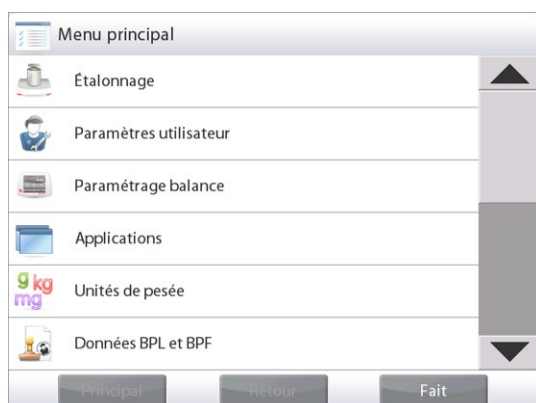 Menu principal
Étalonnage
Paramètres utilisateur
Paramétrage balance
Applications
g kg
mg
Unités de pesée
Données BPL et BPF
Principal Retour Fait